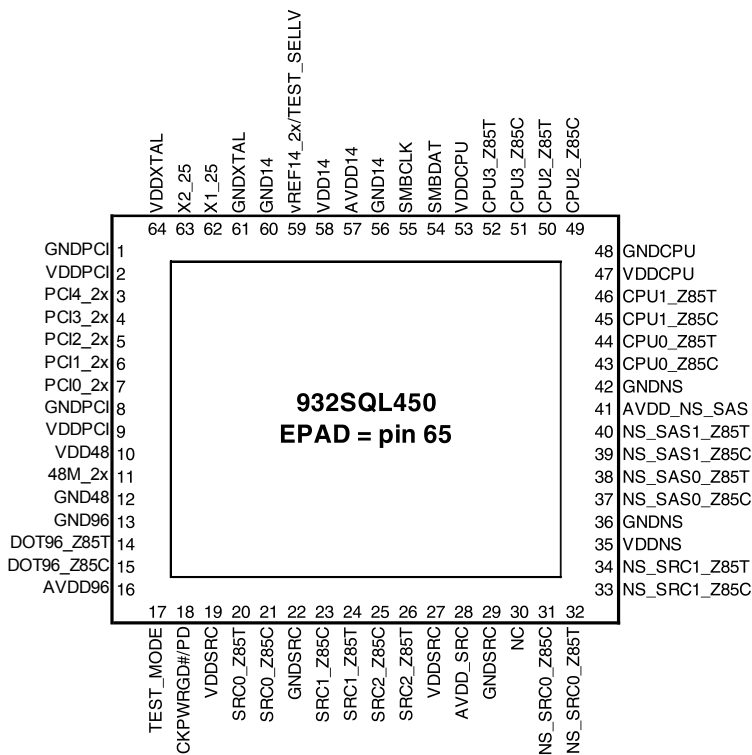 VDDXTAL
X2_25
X1_25
GNDXTAL
GND14
vREF14_2x/TEST_SELLV
VDD14
AVDD14
GND14
SMBCLK
SMBDAT
VDDCPU
CPU3_Z85T
CPU3_Z85C
CPU2_Z85T
CPU2_Z85C
64 63 62 61 60 59 58 57 56 55 54 53 52 51 50 49
GNDPCI 1
VDDPCI 2
PCI4_2x 3
PCI3_2x 4
PCI2_2x 5
PCI1_2x 6
PCI0_2x 7
GNDPCI 8
VDDPCI 9
VDD48 10
48M_2x 11
GND48 12
GND96 13
DOT96_Z85T 14
DOT96_Z85C 15
AVDD96 16
932SQL450
EPAD = pin 65
48 GNDCPU
47 VDDCPU
46 CPU1_Z85T
45 CPU1_Z85C
44 CPU0_Z85T
43 CPU0_Z85C
42 GNDNS
41 AVDD_NS_SAS
40 NS_SAS1_Z85T
39 NS_SAS1_Z85C
38 NS_SAS0_Z85T
37 NS_SAS0_Z85C
36 GNDNS
35 VDDNS
34 NS_SRC1_Z85T
33 NS_SRC1_Z85C
17 18 19 20 21 22 23 24 25 26 27 28 29 30 31 32
TEST_MODE
CKPWRGD#/PD
VDDSRC
SRC0_Z85T
SRC0_Z85C
GNDSRC
SRC1_Z85C
SRC1_Z85T
SRC2_Z85C
SRC2_Z85T
VDDSRC
AVDD_SRC
GNDSRC
NC
NS_SRC0_Z85C
NS_SRC0_Z85T